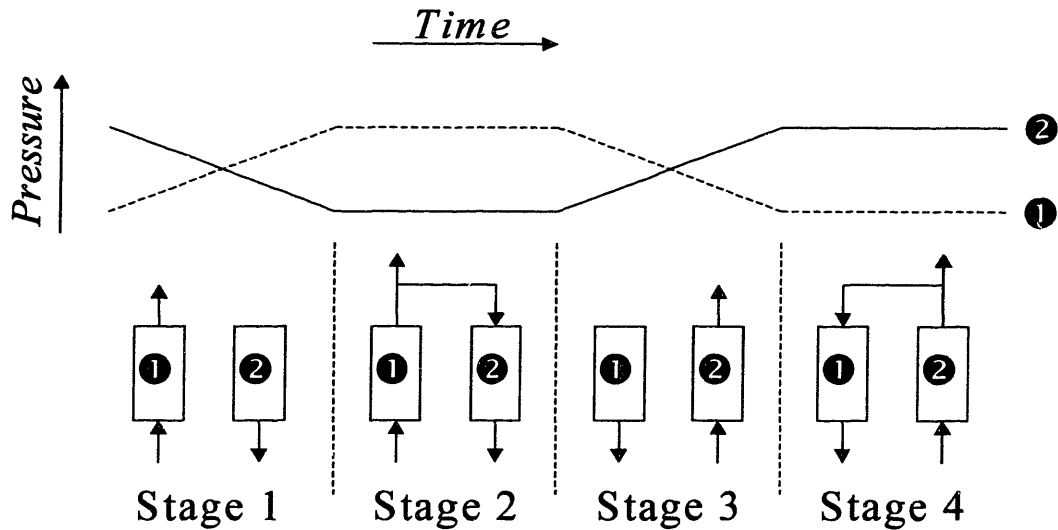 Time
Pressure
2
1
1 2 1 2 1 2 1 2
Stage 1 Stage 2 Stage 3 Stage 4